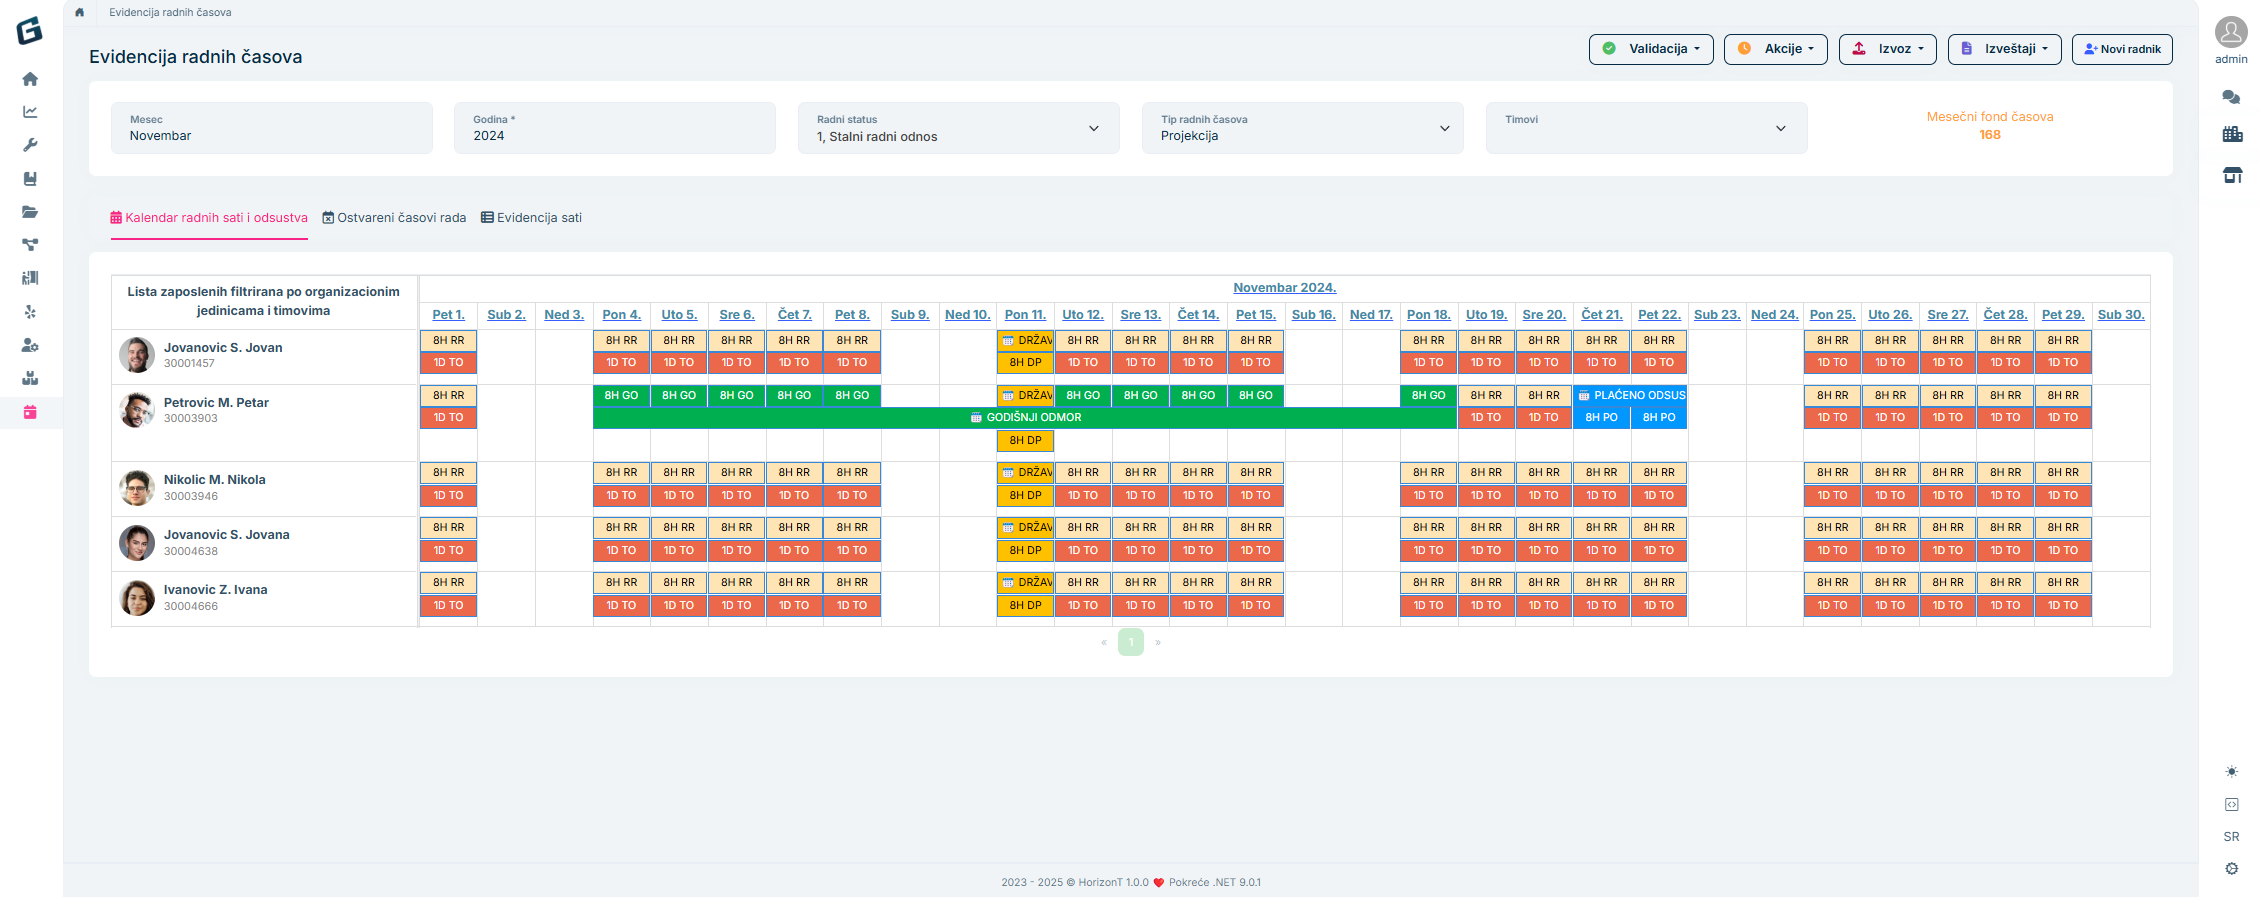 Evidencija radnih časova
Evidencija radnih časova
Validacija
Akcije
Izvoz
Izveštaji
Novi radnik
admin
Mesec
Novembar
Godina *
2024
Radni status
1, Stalni radni odnos
Tip radnih časova
Projekcija
Timovi
Mesečni fond časova
168
Kalendar radnih sati i odsustva Ostvareni časovi rada Evidencija sati
Lista zaposlenih filtrirana po organizacionim
jedinicama i timovima
Novembar 2024.
Pet 1. Sub 2. Ned 3. Pon 4. Uto 5. Sre 6. Čet 7. Pet 8. Sub 9. Ned 10. Pon 11. Uto 12. Sre 13. Čet 14. Pet 15. Sub 16. Ned 17. Pon 18. Uto 19. Sre 20. Čet 21. Pet 22. Sub 23. Ned 24. Pon 25. Uto 26. Sre 27. Čet 28. Pet 29. Sub 30.
Jovanovic S. Jovan
30001457
8H RR 8H RR 8H RR 8H RR 8H RR 8H RR DRŽAV 8H RR 8H RR 8H RR 8H RR 8H RR 8H RR 8H RR 8H RR 8H RR 8H RR 8H RR 8H RR 8H RR 8H RR
1D TO 1D TO 1D TO 1D TO 1D TO 1D TO 8H DP 1D TO 1D TO 1D TO 1D TO 1D TO 1D TO 1D TO 1D TO 1D TO 1D TO 1D TO 1D TO 1D TO 1D TO
Petrovic M. Petar
30003903
8H RR 8H GO 8H GO 8H GO 8H GO 8H GO DRŽAV 8H GO 8H GO 8H GO 8H GO 8H GO 8H RR 8H RR PLAĆENO ODSUS 8H RR 8H RR 8H RR 8H RR 8H RR
1D TO GODIŠNJI ODMOR 1D TO 1D TO 8H PO 8H PO 1D TO 1D TO 1D TO 1D TO 1D TO
8H DP
Nikolic M. Nikola
30003946
8H RR 8H RR 8H RR 8H RR 8H RR 8H RR DRŽAV 8H RR 8H RR 8H RR 8H RR 8H RR 8H RR 8H RR 8H RR 8H RR 8H RR 8H RR 8H RR 8H RR 8H RR
1D TO 1D TO 1D TO 1D TO 1D TO 1D TO 8H DP 1D TO 1D TO 1D TO 1D TO 1D TO 1D TO 1D TO 1D TO 1D TO 1D TO 1D TO 1D TO 1D TO 1D TO
Jovanovic S. Jovana
30004638
8H RR 8H RR 8H RR 8H RR 8H RR 8H RR DRŽAV 8H RR 8H RR 8H RR 8H RR 8H RR 8H RR 8H RR 8H RR 8H RR 8H RR 8H RR 8H RR 8H RR 8H RR
1D TO 1D TO 1D TO 1D TO 1D TO 1D TO 8H DP 1D TO 1D TO 1D TO 1D TO 1D TO 1D TO 1D TO 1D TO 1D TO 1D TO 1D TO 1D TO 1D TO 1D TO
Ivanovic Z. Ivana
30004666
8H RR 8H RR 8H RR 8H RR 8H RR 8H RR DRŽAV 8H RR 8H RR 8H RR 8H RR 8H RR 8H RR 8H RR 8H RR 8H RR 8H RR 8H RR 8H RR 8H RR 8H RR
1D TO 1D TO 1D TO 1D TO 1D TO 1D TO 8H DP 1D TO 1D TO 1D TO 1D TO 1D TO 1D TO 1D TO 1D TO 1D TO 1D TO 1D TO 1D TO 1D TO 1D TO
« 1 »
SR
2023 - 2025 © HorizonT 1.0.0 ❤ Pokreće .NET 9.0.1